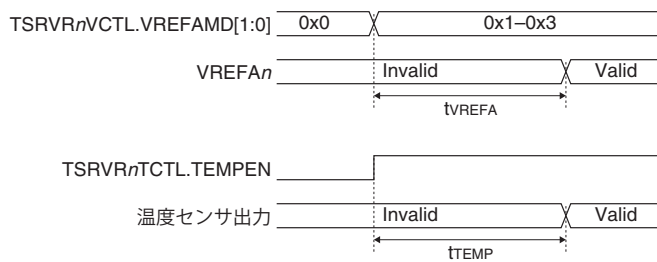 TSRVRnVCTL.VREFAMD[1:0] 0x0 0x1–0x3
VREFAn Invalid Valid
tVREFA
TSRVRnTCTL.TEMPEN
温度センサ出力 Invalid Valid
tTEMP